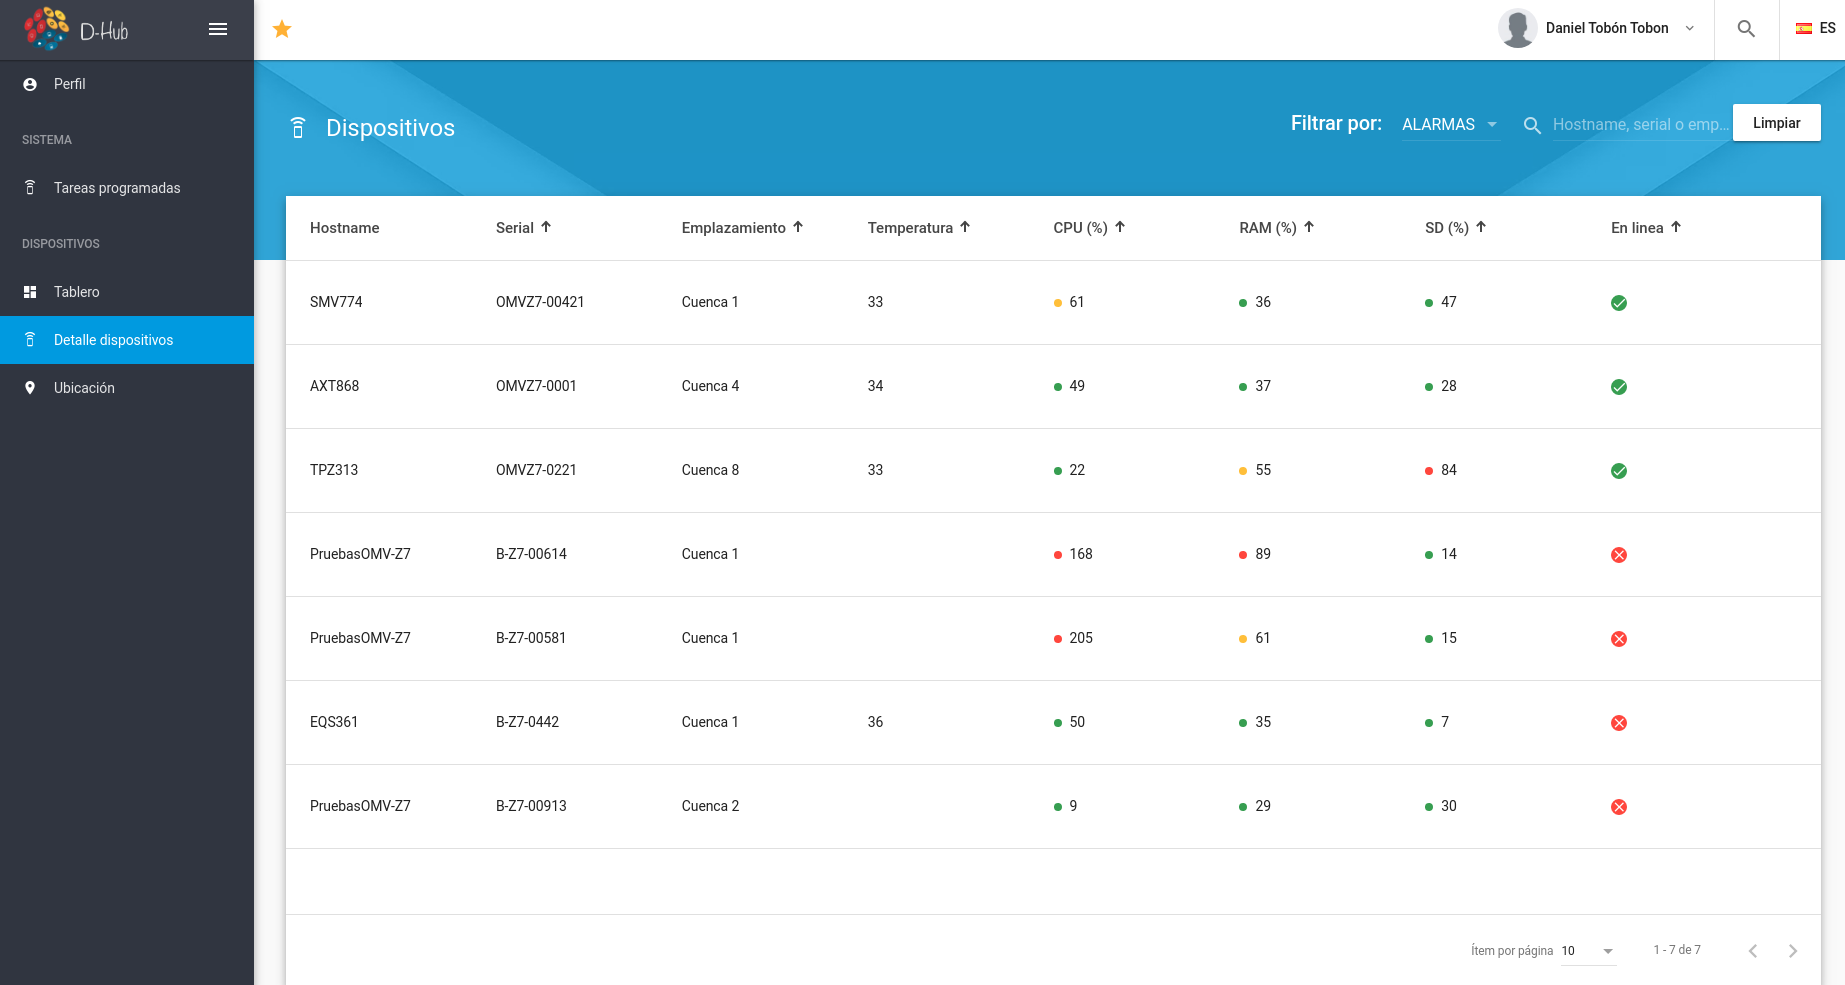 D-Hub
Daniel Tobón Tobon
ES
Perfil
SISTEMA
Tareas programadas
DISPOSITIVOS
Tablero
Detalle dispositivos
Ubicación
Dispositivos
Filtrar por: ALARMAS Hostname, serial o emp... Limpiar
Hostname Serial Emplazamiento Temperatura CPU (%) RAM (%) SD (%) En linea
SMV774 OMVZ7-00421 Cuenca 1 33 61 36 47
AXT868 OMVZ7-0001 Cuenca 4 34 49 37 28
TPZ313 OMVZ7-0221 Cuenca 8 33 22 55 84
PruebasOMV-Z7 B-Z7-00614 Cuenca 1 168 89 14
PruebasOMV-Z7 B-Z7-00581 Cuenca 1 205 61 15
EQS361 B-Z7-0442 Cuenca 1 36 50 35 7
PruebasOMV-Z7 B-Z7-00913 Cuenca 2 9 29 30
Ítem por página 10 1 - 7 de 7